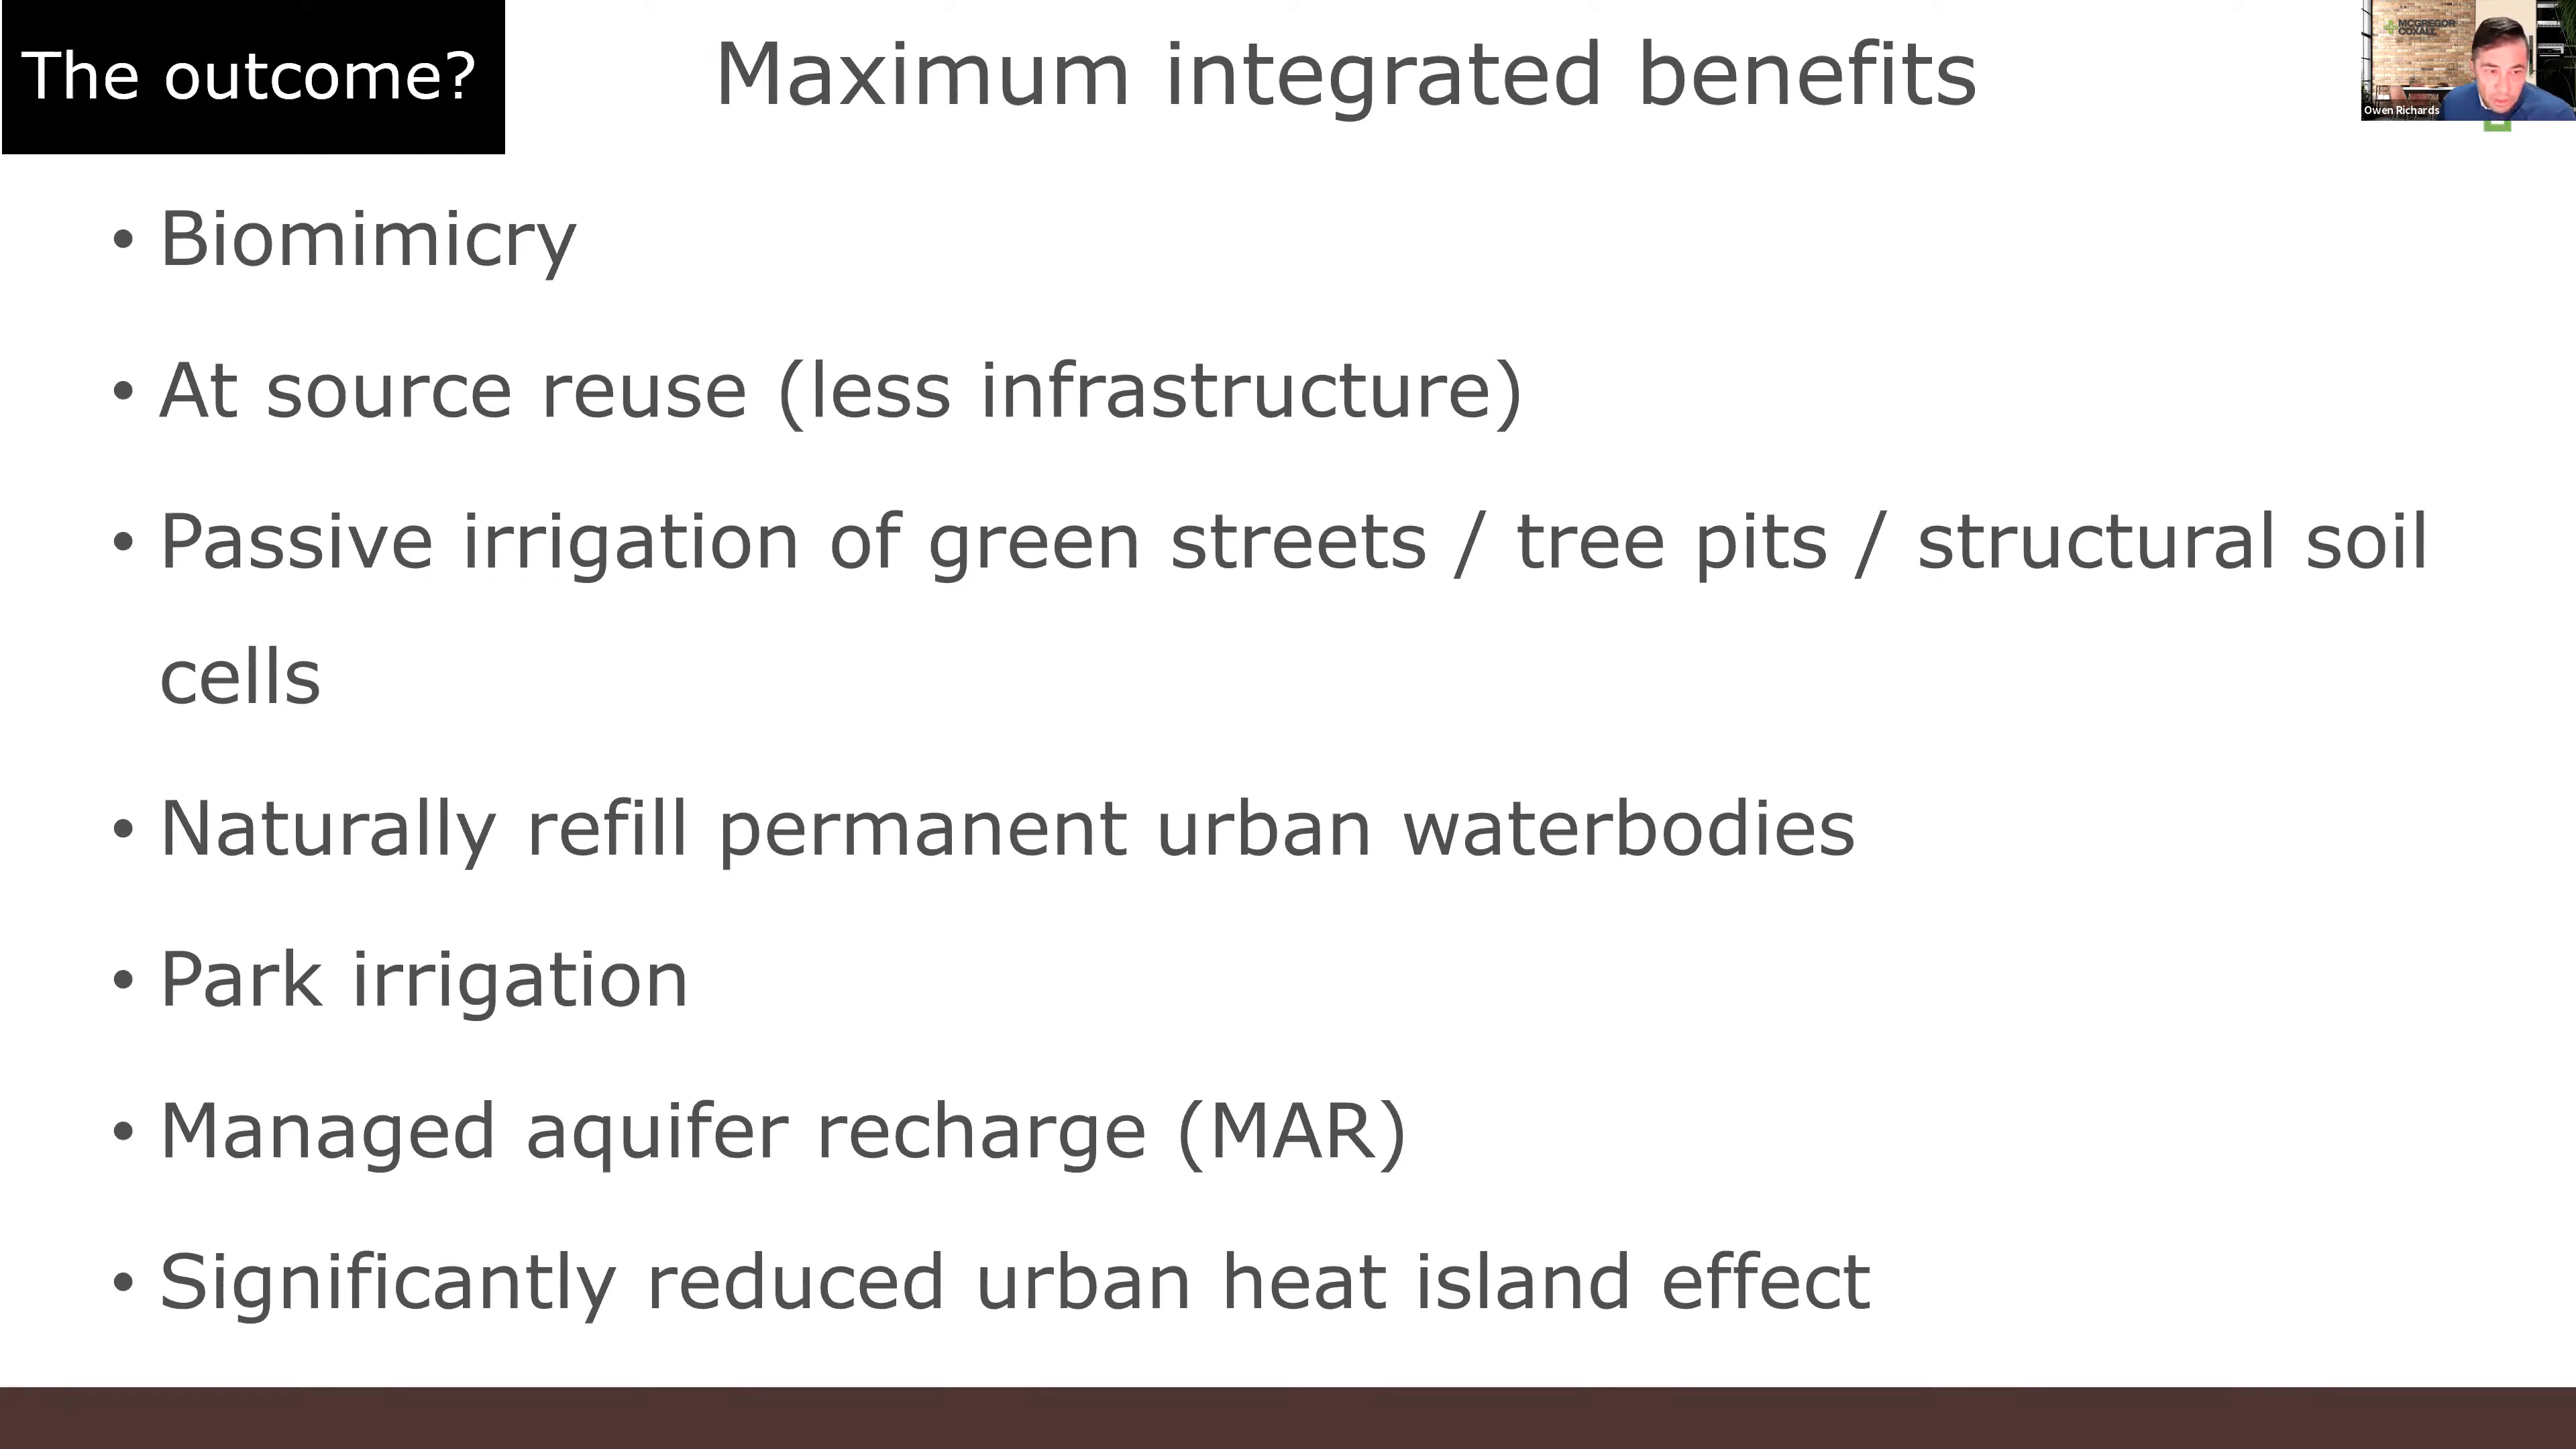 The outcome?
Maximum integrated benefits
MCGREGOR
COXALL
Owen Richards
• Biomimicry
• At source reuse (less infrastructure)
• Passive irrigation of green streets / tree pits / structural soil
cells
• Naturally refill permanent urban waterbodies
• Park irrigation
• Managed aquifer recharge (MAR)
• Significantly reduced urban heat island effect